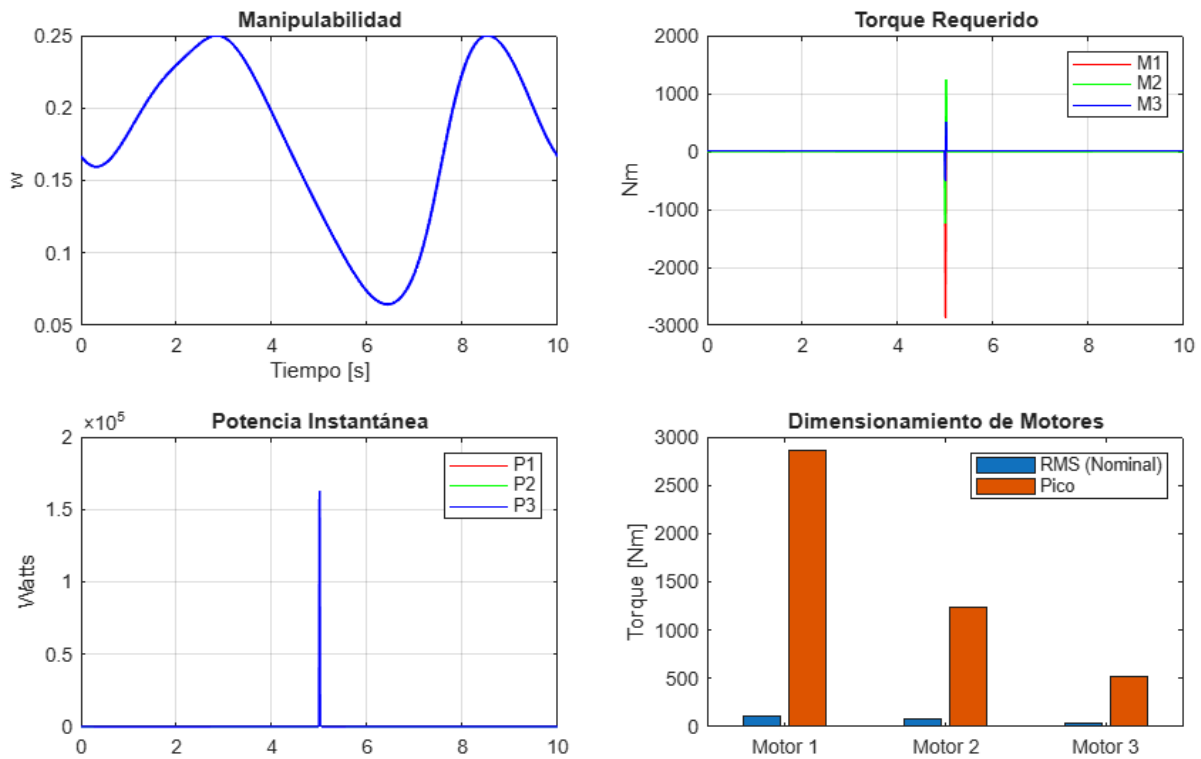 Manipulabilidad
0.25
0.2
0.15
0.1
0.05
w
0 2 4 6 8 10
Tiempo [s]
Torque Requerido
2000
1000
0
-1000
-2000
-3000
Nm
M1
M2
M3
0 2 4 6 8 10
Potencia Instantánea
×10⁵
2
1.5
1
0.5
0
Watts
P1
P2
P3
0 2 4 6 8 10
Dimensionamiento de Motores
3000
2500
2000
1500
1000
500
0
Torque [Nm]
RMS (Nominal)
Pico
Motor 1 Motor 2 Motor 3